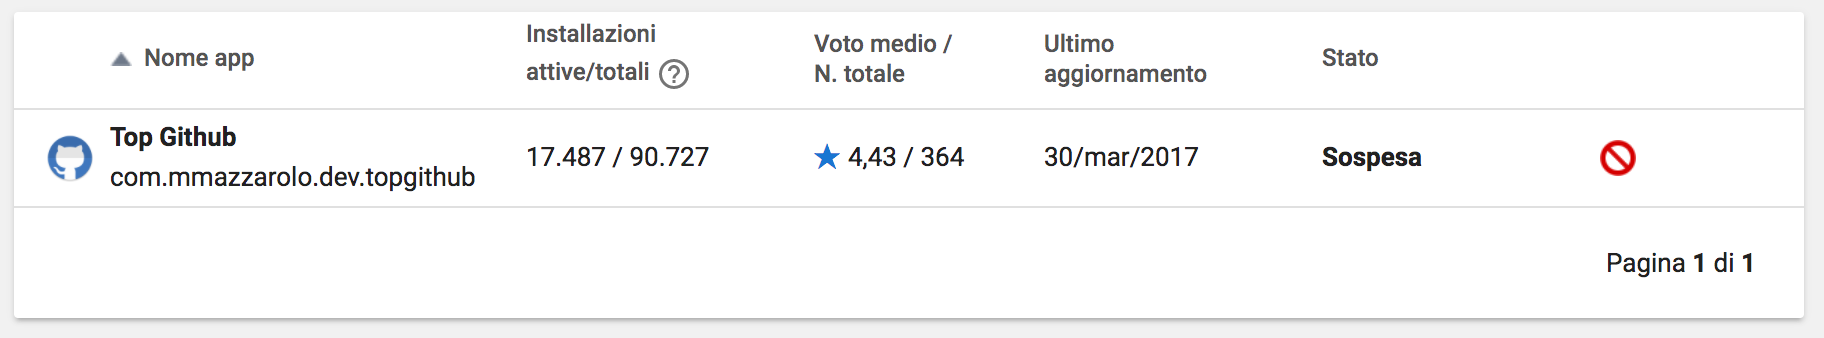 Nome app
Installazioni
attive/totali ?
Voto medio /
N. totale
Ultimo
aggiornamento
Stato
Top Github
com.mmazzarolo.dev.topgithub
17.487 / 90.727
4,43 / 364
30/mar/2017
Sospesa
Pagina 1 di 1